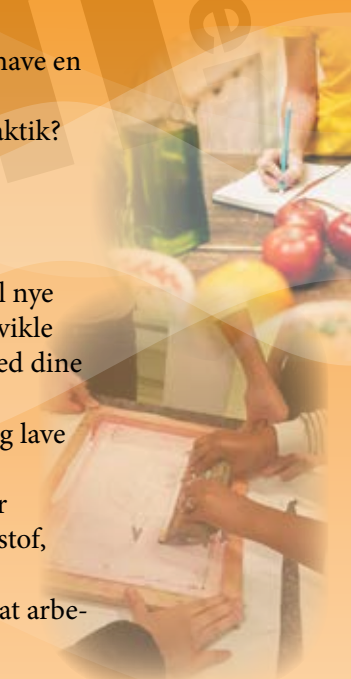 have en
aktik?
l nye
vikle
ed dine
g lave
r
stof,
at arbe-